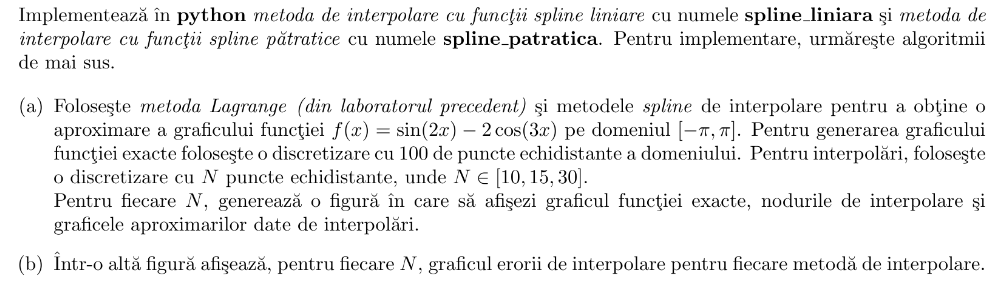 Implementează în python metoda de interpolare cu funcţii spline liniare cu numele spline_liniara şi metoda de
interpolare cu funcţii spline pătratice cu numele spline_patratica. Pentru implementare, urmăreşte algoritmii
de mai sus.
(a) Foloseşte metoda Lagrange (din laboratorul precedent) şi metodele spline de interpolare pentru a obţine o
aproximare a graficului funcţiei f(x) = sin(2x) − 2 cos(3x) pe domeniul [−π, π]. Pentru generarea graficului
funcţiei exacte foloseşte o discretizare cu 100 de puncte echidistante a domeniului. Pentru interpolări, foloseşte
o discretizare cu N puncte echidistante, unde N ∈ [10, 15, 30].
Pentru fiecare N, generează o figură în care să afişezi graficul funcţiei exacte, nodurile de interpolare şi
graficele aproximarilor date de interpolări.
(b) Într-o altă figură afişează, pentru fiecare N, graficul erorii de interpolare pentru fiecare metodă de interpolare.